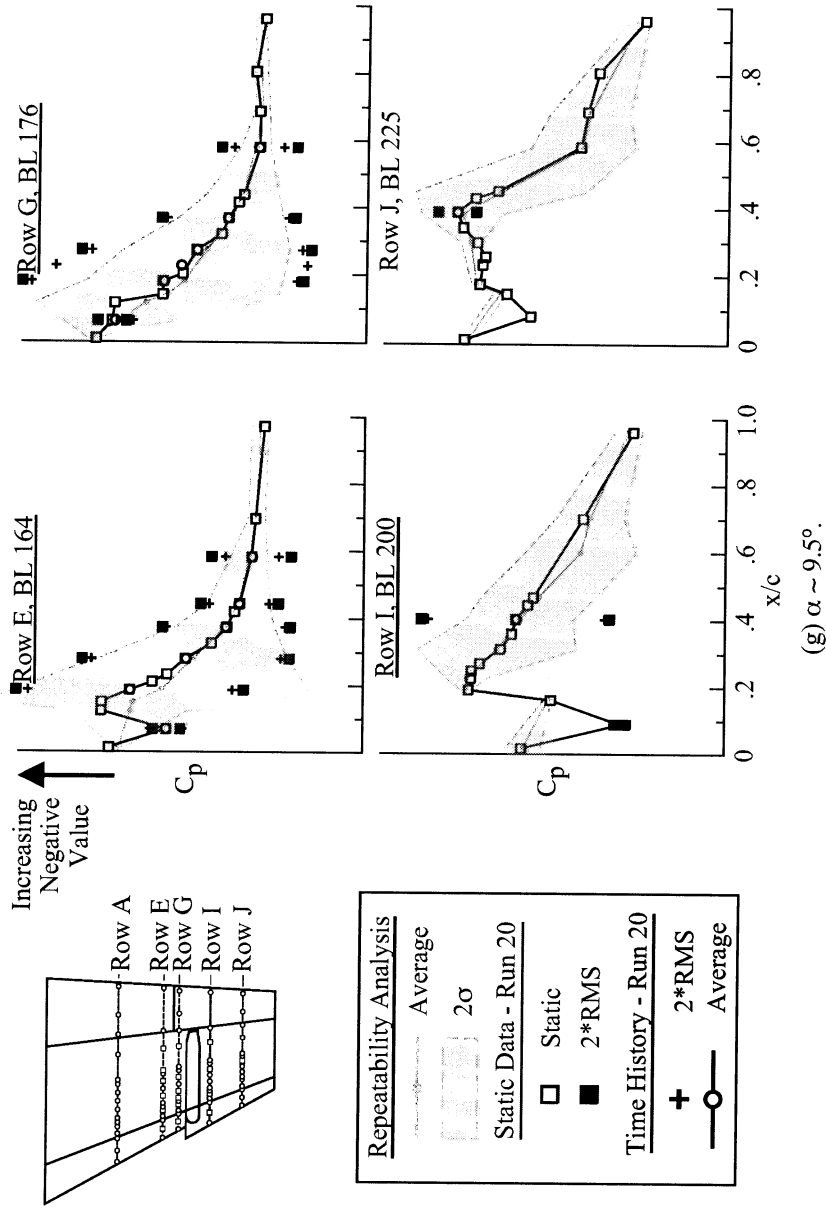 Increasing
Negative
Value
Row A
Row E
Row G
Row I
Row J
Repeatability Analysis
Average
2σ
Static Data - Run 20
Static
2*RMS
Time History - Run 20
2*RMS
Average
Row E, BL 164
Cp
Row G, BL 176
Row I, BL 200
Cp
0 .2 .4 .6 .8 1.0
x/c
Row J, BL 225
0 .2 .4 .6 .8
(g) α ~ 9.5°.